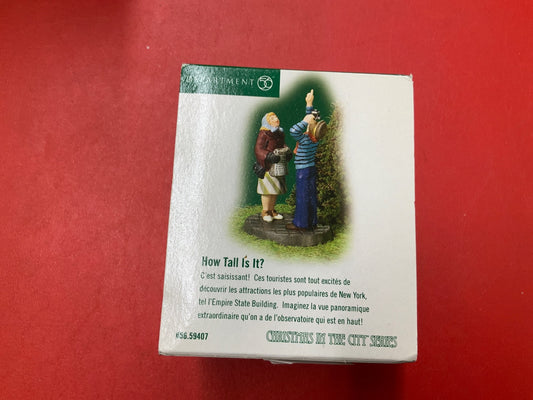 DEPARTMENT 56
How Tall Is It?
C'est saisissant! Ces touristes sont tout excités de
découvrir les attractions les plus populaires de New York,
tel l'Empire State Building. Imaginez la vue panoramique
extraordinaire qu'on a de l'observatoire qui est en haut!
#56.59407
CHRISTMAS IN THE CITY SERIES